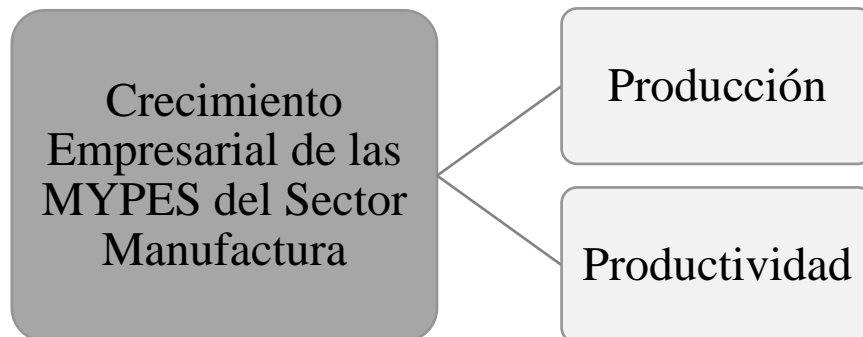 Crecimiento
Empresarial de las
MYPES del Sector
Manufactura
Producción
Productividad